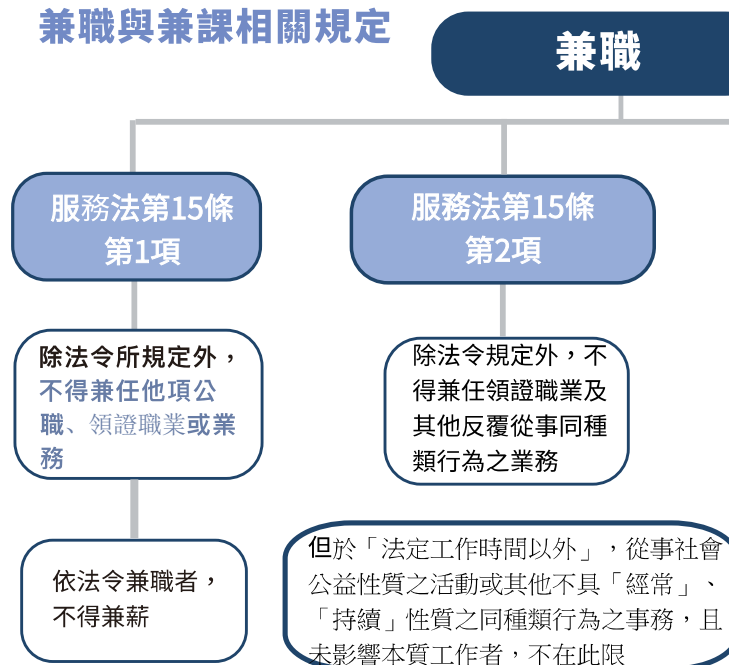 兼職與兼課相關規定
兼職
服務法第15條
第1項
除法令所規定外，
不得兼任他項公
職、領證職業或業
務
依法令兼職者，
不得兼薪
服務法第15條
第2項
除法令規定外，不
得兼任領證職業及
其他反覆從事同種
類行為之業務
但於「法定工作時間以外」，從事社會
公益性質之活動或其他不具「經常」、
「持續」性質之同種類行為之事務，且
未影響本質工作者，不在此限